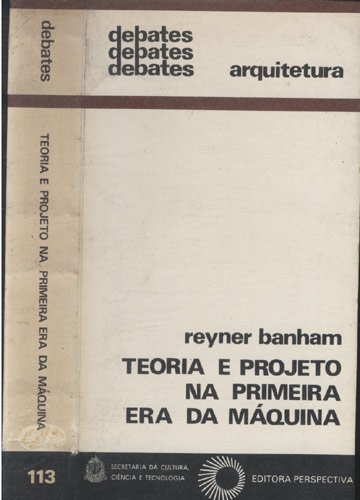 debates
TEORIA E PROJETO NA PRIMEIRA ERA DA MÁQUINA
113
debates
debates
debates
arquitetura
reyner banham
TEORIA E PROJETO
NA PRIMEIRA
ERA DA MÁQUINA
SECRETARIA DA CULTURA,
CIÊNCIA E TECNOLOGIA
EDITORA PERSPECTIVA